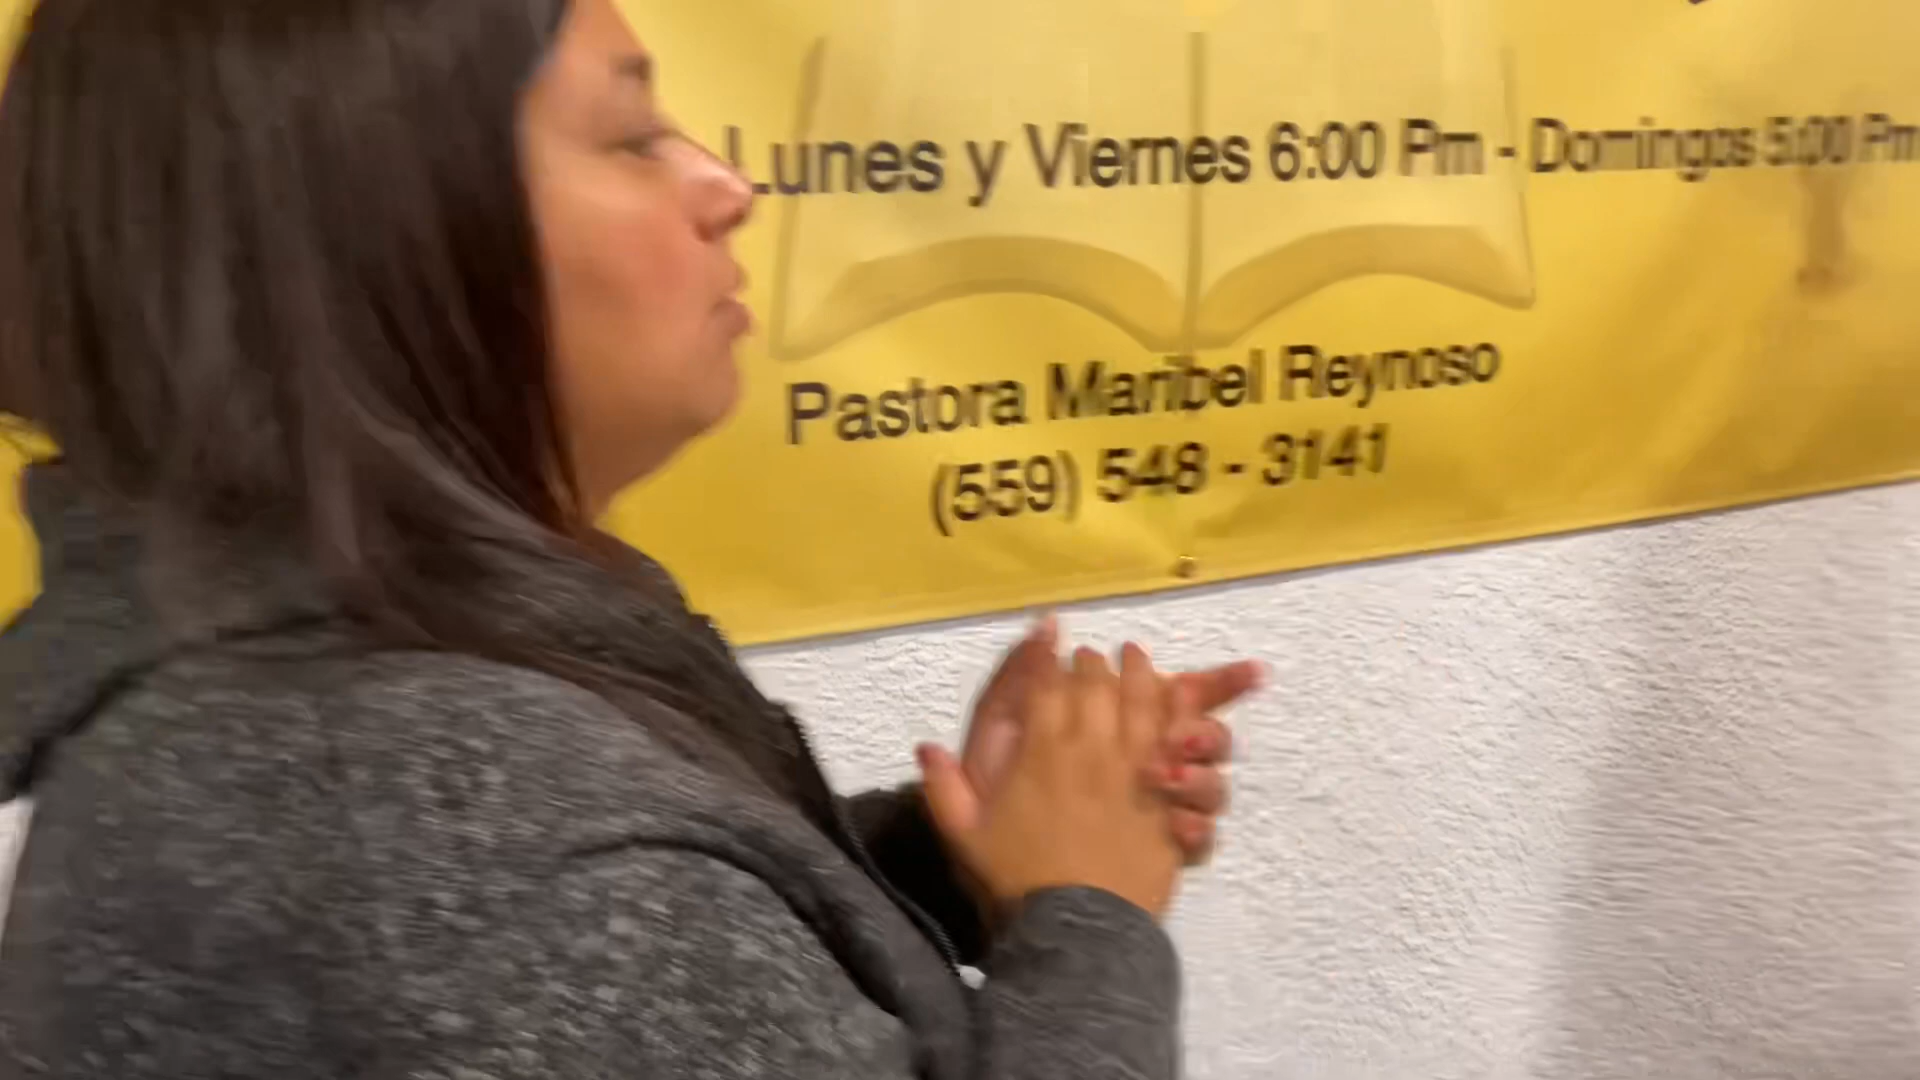 Lunes y Viernes 6:00 Pm - Domingos 5:00 Pm
Pastora Maribel Reynoso
(559) 548 - 3141